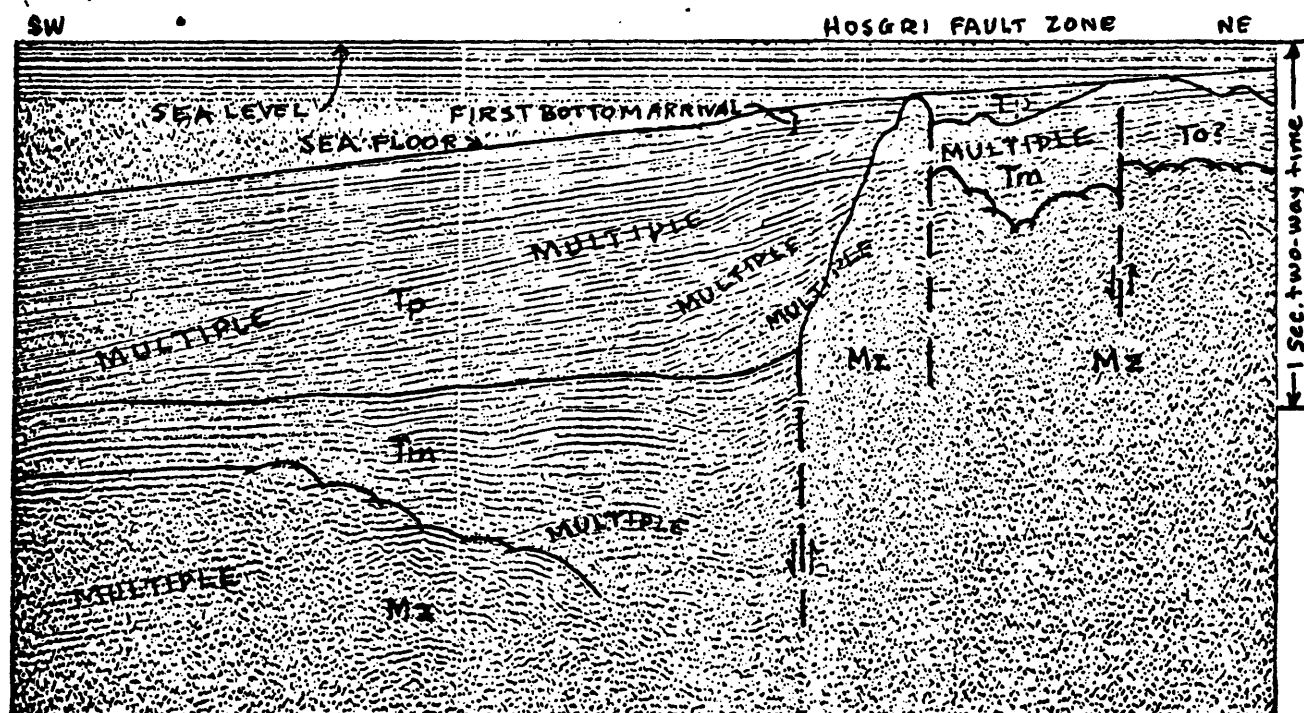 SW
HOSGRI FAULT ZONE
NE
SEA LEVEL
FIRST BOTTOM ARRIVAL
SEA FLOOR
MULTIPLE
Tm
To?
MULTIPLE
MULTIPLE
MULTIPLE
Tp
MULTIPLE
Mz
Mz
1 sec two-way time
Tm
MULTIPLE
MULTIPLE
Mz